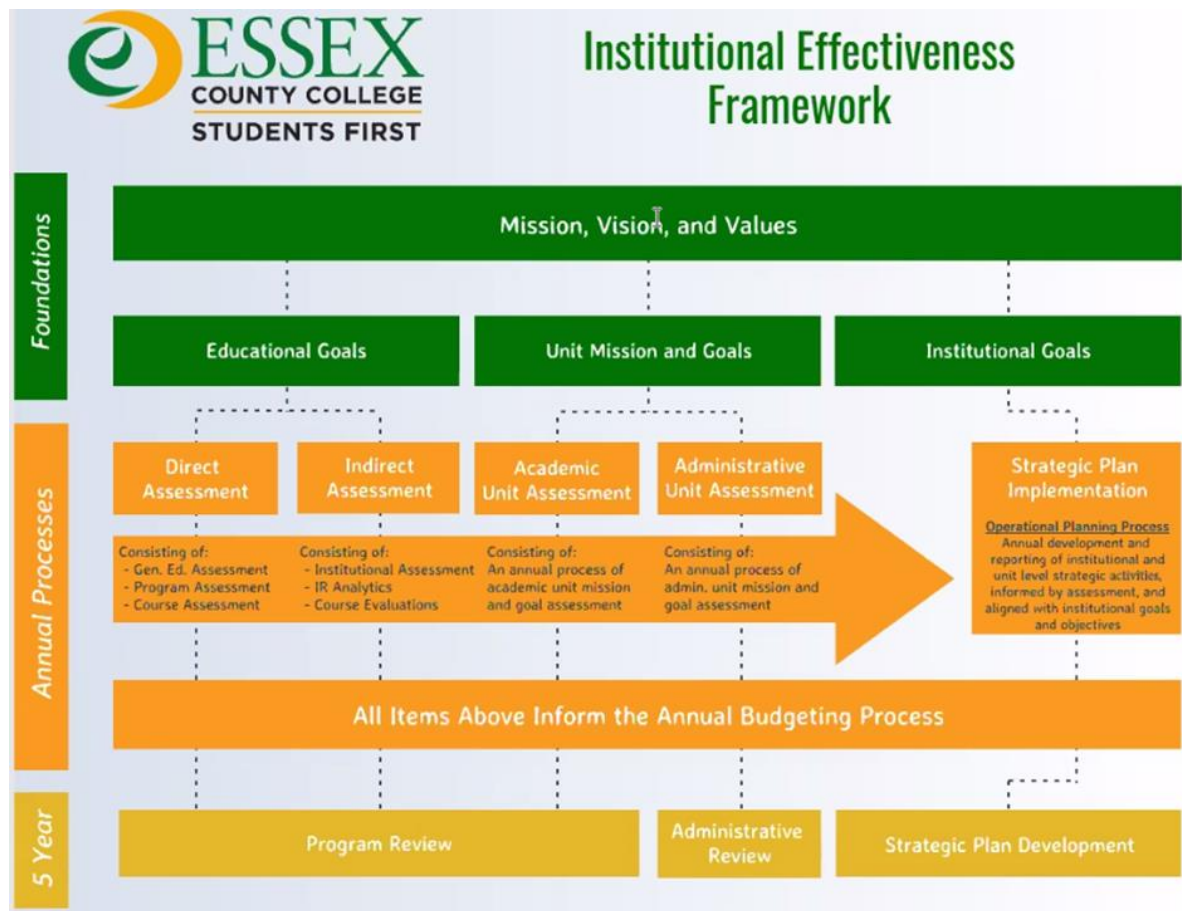 ESSEX
COUNTY COLLEGE
STUDENTS FIRST
Institutional Effectiveness
Framework
Foundations
Mission, Vision, and Values
Educational Goals
Unit Mission and Goals
Institutional Goals
Annual Processes
Direct
Assessment
Indirect
Assessment
Academic
Unit Assessment
Administrative
Unit Assessment
Strategic Plan
Implementation
Consisting of:
- Gen. Ed. Assessment
- Program Assessment
- Course Assessment
Consisting of:
- Institutional Assessment
- IR Analytics
- Course Evaluations
Consisting of:
An annual process of
academic unit mission
and goal assessment
Consisting of:
An annual process of
admin. unit mission and
goal assessment
Operational Planning Process
Annual development and
reporting of institutional and
unit level strategic activities,
informed by assessment, and
aligned with institutional goals
and objectives
All Items Above Inform the Annual Budgeting Process
5 Year
Program Review
Administrative
Review
Strategic Plan Development